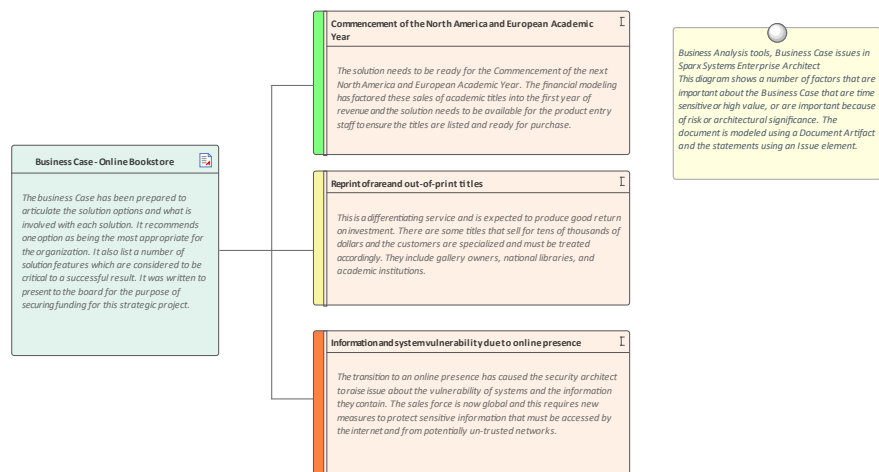 Business Case - Online Bookstore
The business Case has been prepared to
articulate the solution options and what is
involved with each solution. It recommends
one option as being the most appropriate for
the organization. It also list a number of
solution features which are considered to be
critical to a successful result. It was written to
present to the board for the purpose of
securing funding for this strategic project.
Commencement of the North America and European Academic
Year
The solution needs to be ready for the Commencement of the next
North America and European Academic Year. The financial modeling
has factored these sales of academic titles into the first year of
revenue and the solution needs to be available for the product entry
staff to ensure the titles are listed and ready for purchase.
Reprint of rare and out-of-print titles
This is a differentiating service and is expected to produce good return
on investment. There are some titles that sell for tens of thousands of
dollars and the customers are specialized and must be treated
accordingly. They include gallery owners, national libraries, and
academic institutions.
Information and system vulnerability due to online presence
The transition to an online presence has caused the security architect
to raise issue about the vulnerability of systems and the information
they contain. The sales force is now global and this requires new
measures to protect sensitive information that must be accessed by
the internet and from potentially un-trusted networks.
Business Analysis tools, Business Case issues in
Sparx Systems Enterprise Architect
This diagram shows a number of factors that are
important about the Business Case that are time
sensitive or high value, or are important because
of risk or architectural significance. The
document is modeled using a Document Artifact
and the statements using an Issue element.